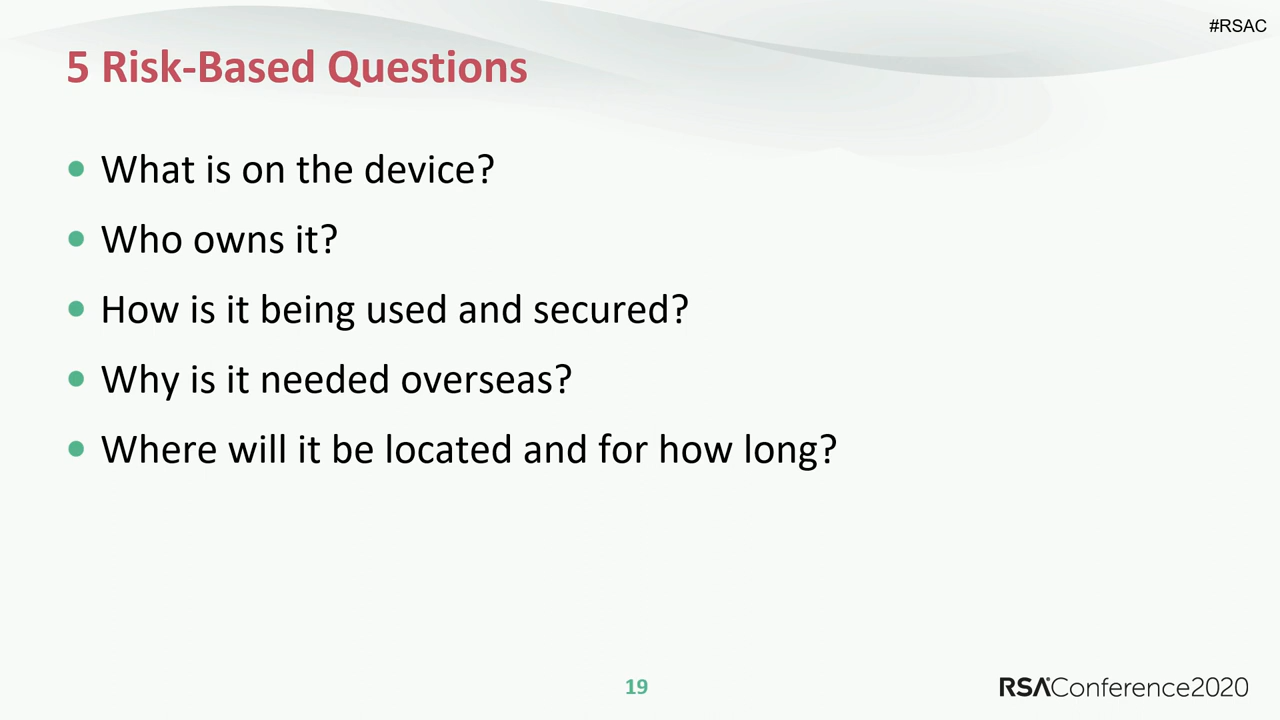 #RSAC
5 Risk-Based Questions
What is on the device?
Who owns it?
How is it being used and secured?
Why is it needed overseas?
Where will it be located and for how long?
19
RSAConference2020